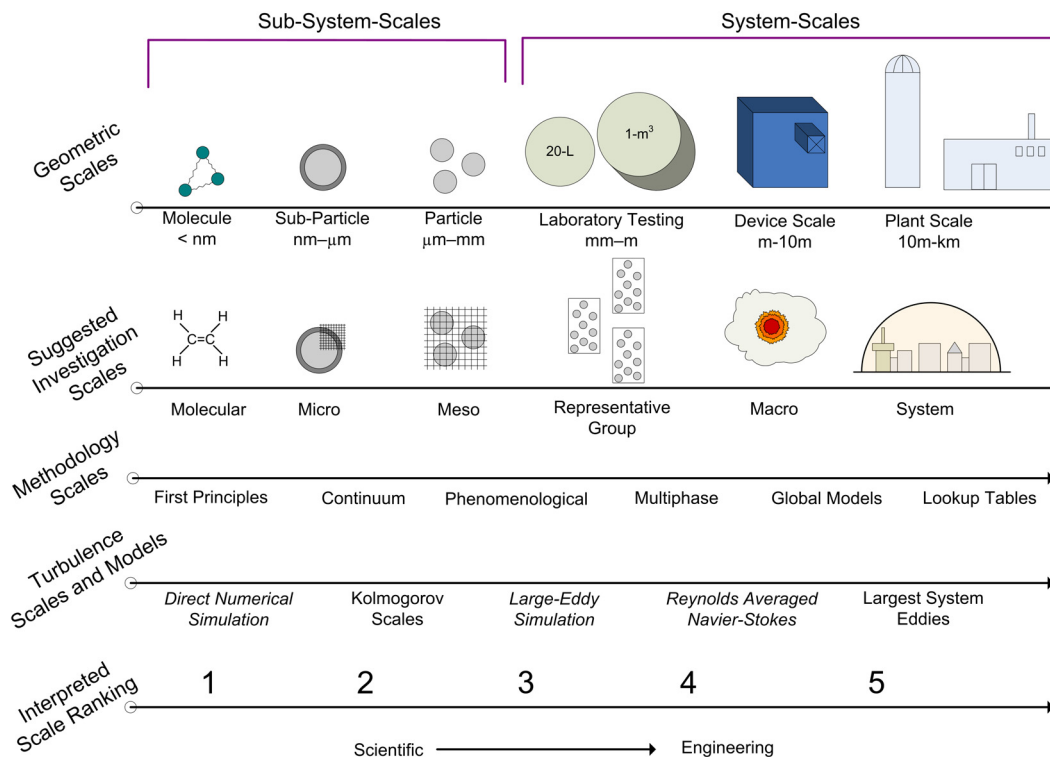 Sub-System-Scales
System-Scales
Geometric
Scales
20-L
1-m³
Molecule
< nm
Sub-Particle
nm–μm
Particle
μm–mm
Laboratory Testing
mm–m
Device Scale
m-10m
Plant Scale
10m-km
Suggested
Investigation
Scales
H H
C=C
H H
Molecular
Micro
Meso
Representative
Group
Macro
System
Methodology
Scales
First Principles
Continuum
Phenomenological
Multiphase
Global Models
Lookup Tables
Turbulence
Scales and Models
Direct Numerical
Simulation
Kolmogorov
Scales
Large-Eddy
Simulation
Reynolds Averaged
Navier-Stokes
Largest System
Eddies
Interpreted
Scale Ranking
1
2
3
4
5
Scientific
Engineering